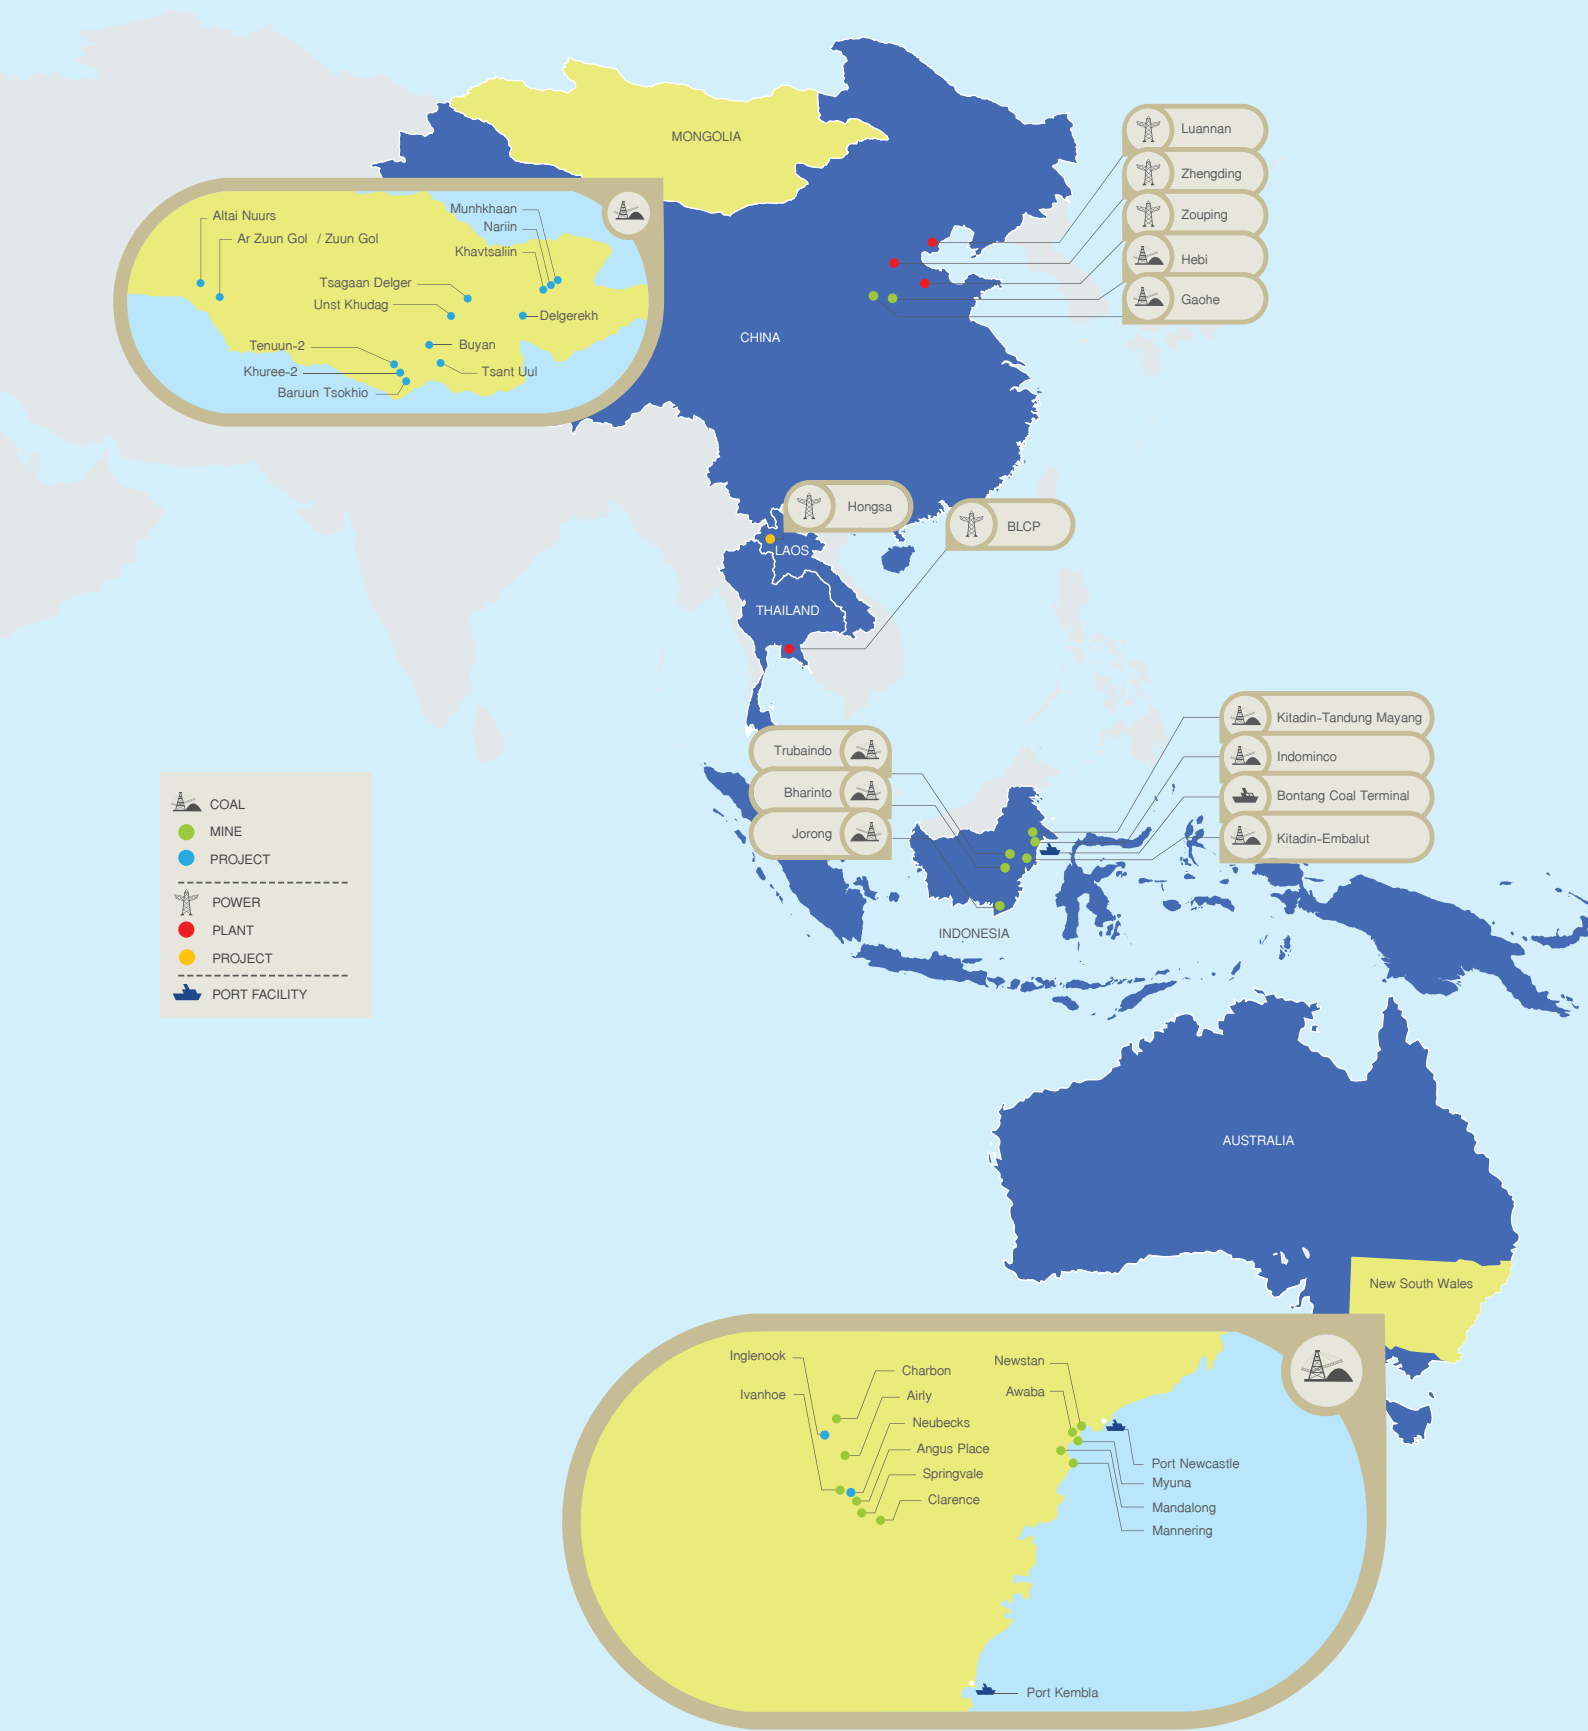 MONGOLIA
Luannan
Zhengding
Zouping
Hebi
Gaohe
Altai Nuurs
Ar Zuun Gol / Zuun Gol
Munhkhaan
Nariin
Khavtsaliin
Tsagaan Delger
Unst Khudag
Delgerekh
Tenuun-2
Buyan
Khuree-2
Tsant Uul
Baruun Tsokhio
CHINA
Hongsa
BLCP
LAOS
THAILAND
Trubaindo
Bharinto
Jorong
Kitadin-Tandung Mayang
Indominco
Bontang Coal Terminal
Kitadin-Embalut
INDONESIA
COAL
MINE
PROJECT
POWER
PLANT
PROJECT
PORT FACILITY
AUSTRALIA
New South Wales
Inglenook
Ivanhoe
Charbon
Airly
Neubecks
Angus Place
Springvale
Clarence
Newstan
Awaba
Port Newcastle
Myuna
Mandalong
Mannering
Port Kembla